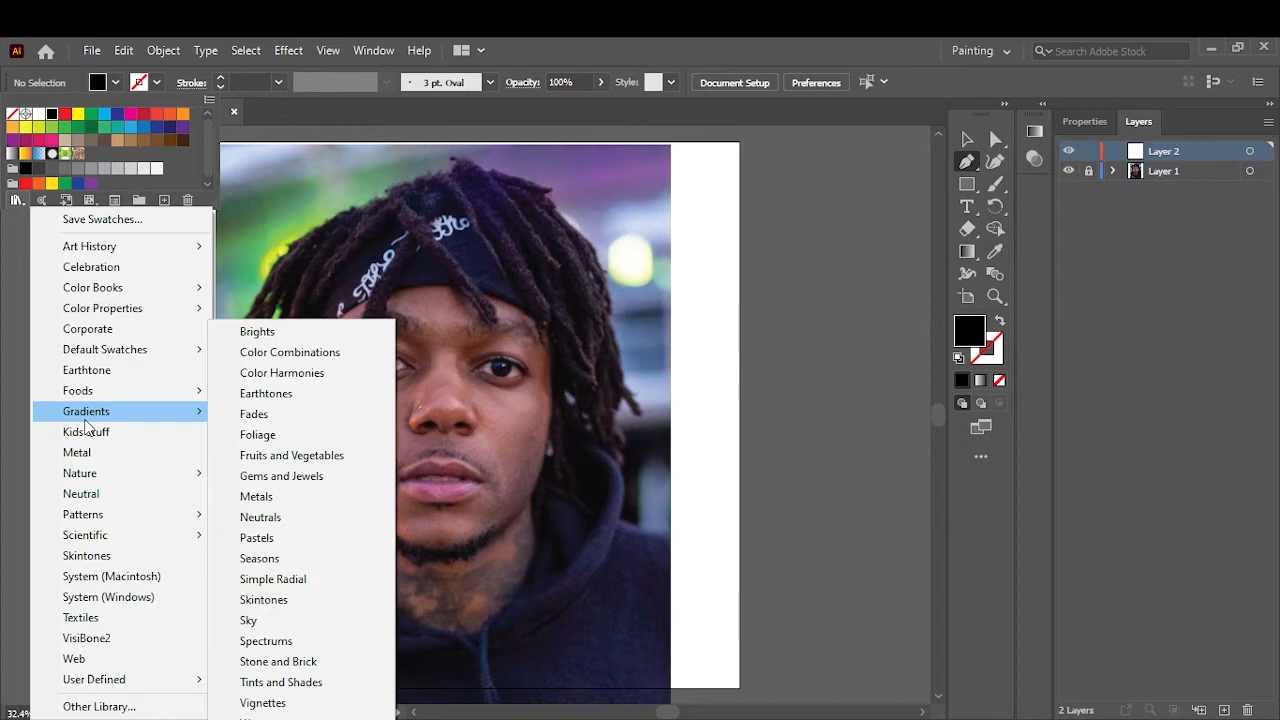 Ai File Edit Object Type Select Effect View Window Help Painting Search Adobe Stock
No Selection Stroke: 3 pt. Oval Opacity: 100% Style: Document Setup Preferences
Properties Layers
Layer 2
Layer 1
Save Swatches...
Art History
Celebration
Color Books
Color Properties
Corporate
Default Swatches
Earthtone
Foods
Gradients
Kids Stuff
Metal
Nature
Neutral
Patterns
Scientific
Skintones
System (Macintosh)
System (Windows)
Textiles
VisiBone2
Web
User Defined
Other Library...
Brights
Color Combinations
Color Harmonies
Earthtones
Fades
Foliage
Fruits and Vegetables
Gems and Jewels
Metals
Neutrals
Pastels
Seasons
Simple Radial
Skintones
Sky
Spectrums
Stone and Brick
Tints and Shades
Vignettes
2 Layers